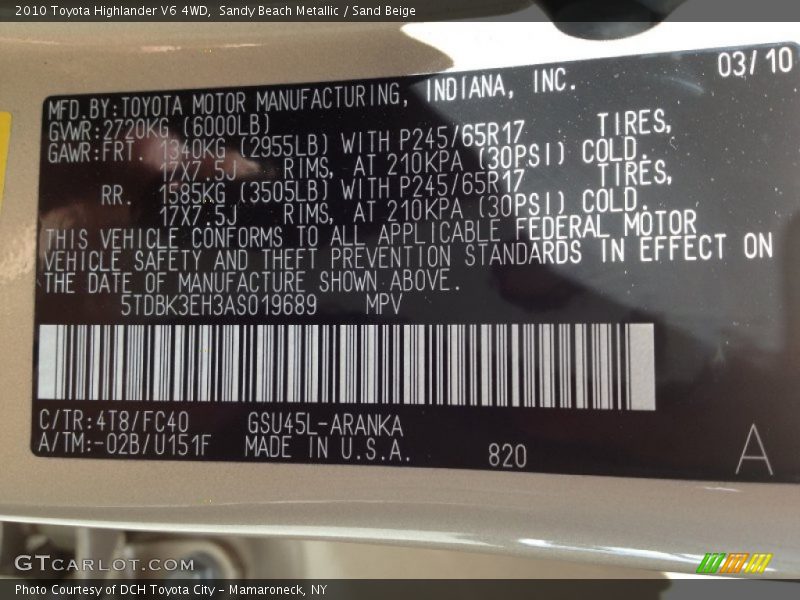 2010 Toyota Highlander V6 4WD,  Sandy Beach Metallic / Sand Beige
03/10
MFD.BY:TOYOTA MOTOR MANUFACTURING, INDIANA, INC.
GVWR:2720KG (6000LB)
GAWR:FRT. 1340KG (2955LB) WITH P245/65R17 TIRES,
17X7.5J RIMS, AT 210KPA (30PSI) COLD.
RR. 1585KG (3505LB) WITH P245/65R17 TIRES,
17X7.5J RIMS, AT 210KPA (30PSI) COLD.
THIS VEHICLE CONFORMS TO ALL APPLICABLE FEDERAL MOTOR
VEHICLE SAFETY AND THEFT PREVENTION STANDARDS IN EFFECT ON
THE DATE OF MANUFACTURE SHOWN ABOVE.
5TDBK3EH3AS019689 MPV
C/TR:4T8/FC40 GSU45L-ARANKA
A/TM:-02B/U151F MADE IN U.S.A. 820 A
GTCARLOT.COM
Photo Courtesy of DCH Toyota City - Mamaroneck, NY